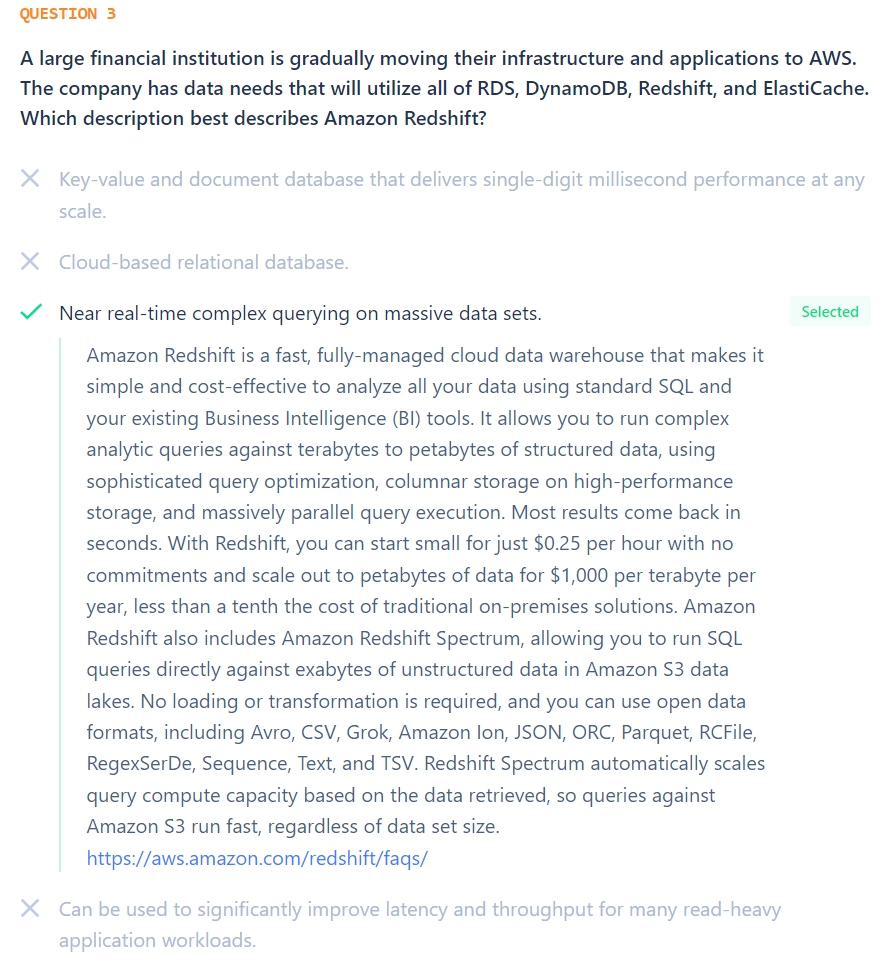 QUESTION 3
A large financial institution is gradually moving their infrastructure and applications to AWS.
The company has data needs that will utilize all of RDS, DynamoDB, Redshift, and ElastiCache.
Which description best describes Amazon Redshift?
Key-value and document database that delivers single-digit millisecond performance at any
scale.
Cloud-based relational database.
Near real-time complex querying on massive data sets.
Selected
Amazon Redshift is a fast, fully-managed cloud data warehouse that makes it
simple and cost-effective to analyze all your data using standard SQL and
your existing Business Intelligence (BI) tools. It allows you to run complex
analytic queries against terabytes to petabytes of structured data, using
sophisticated query optimization, columnar storage on high-performance
storage, and massively parallel query execution. Most results come back in
seconds. With Redshift, you can start small for just $0.25 per hour with no
commitments and scale out to petabytes of data for $1,000 per terabyte per
year, less than a tenth the cost of traditional on-premises solutions. Amazon
Redshift also includes Amazon Redshift Spectrum, allowing you to run SQL
queries directly against exabytes of unstructured data in Amazon S3 data
lakes. No loading or transformation is required, and you can use open data
formats, including Avro, CSV, Grok, Amazon Ion, JSON, ORC, Parquet, RCFile,
RegexSerDe, Sequence, Text, and TSV. Redshift Spectrum automatically scales
query compute capacity based on the data retrieved, so queries against
Amazon S3 run fast, regardless of data set size.
https://aws.amazon.com/redshift/faqs/
Can be used to significantly improve latency and throughput for many read-heavy
application workloads.